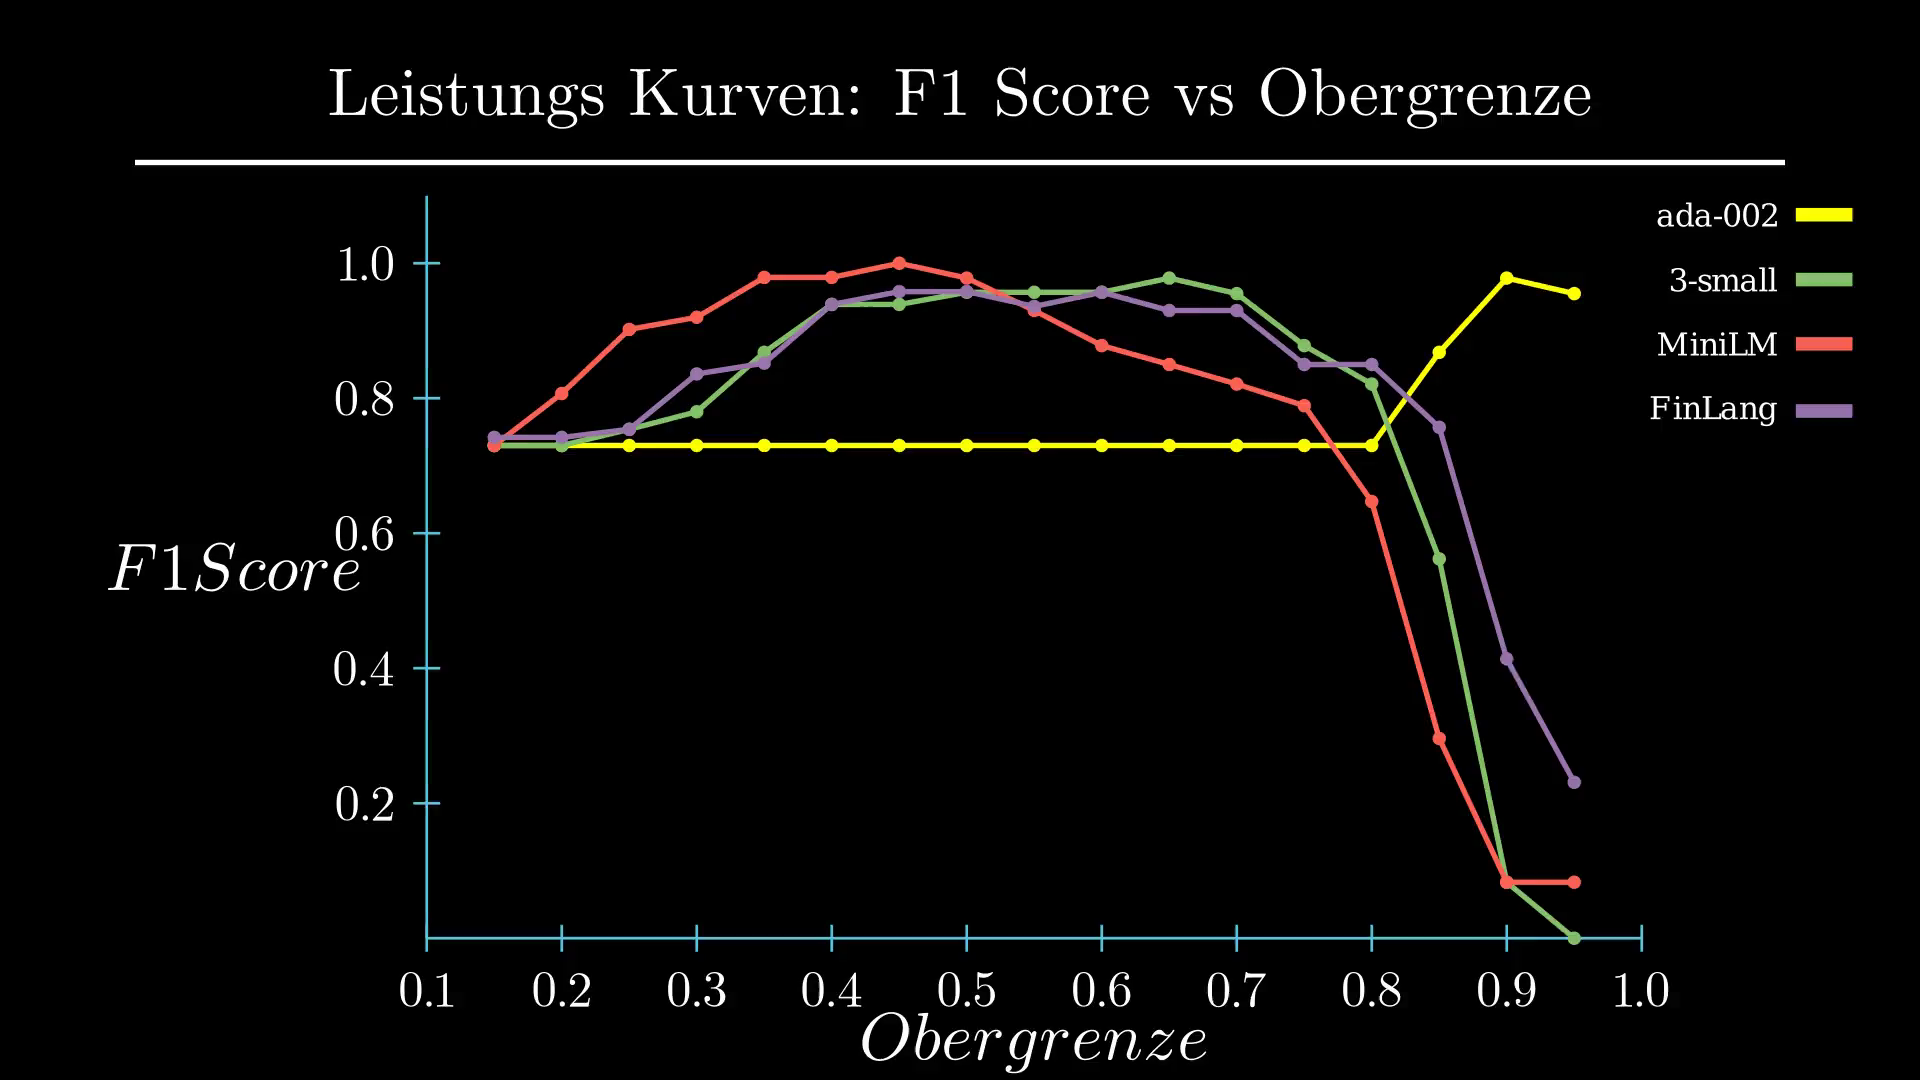 Leistungs Kurven: F1 Score vs Obergrenze
ada-002
3-small
MiniLM
FinLang
1.0
0.8
0.6
0.4
0.2
F1Score
0.1 0.2 0.3 0.4 0.5 0.6 0.7 0.8 0.9 1.0
Obergrenze